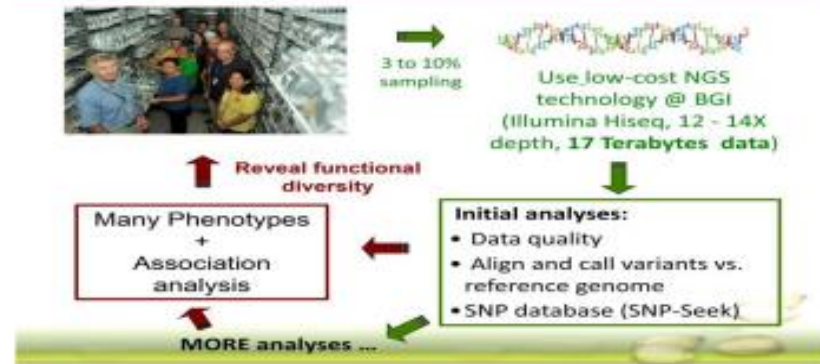 3 to 10%
sampling
Use low-cost NGS
technology @ BGI
(Illumina Hiseq, 12 - 14X
depth, 17 Terabytes data)
Reveal functional
diversity
Many Phenotypes
+
Association
analysis
Initial analyses:
• Data quality
• Align and call variants vs.
reference genome
• SNP database (SNP-Seek)
MORE analyses ...